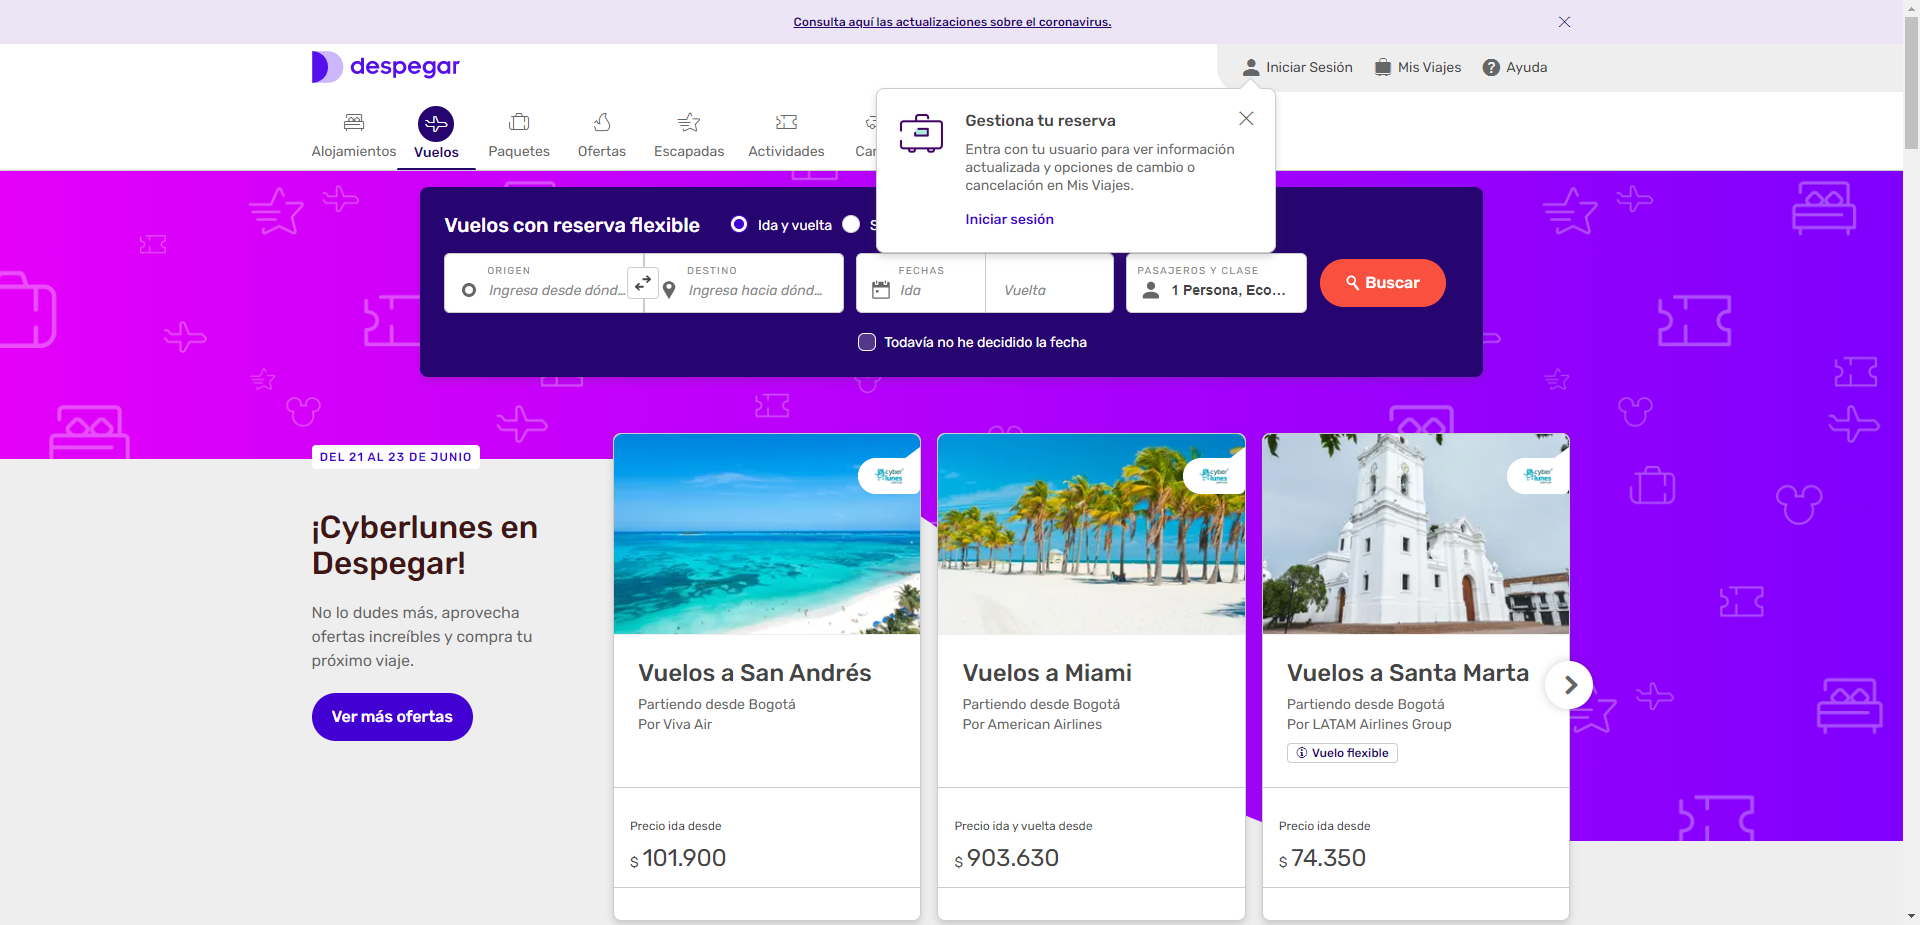 Consulta aquí las actualizaciones sobre el coronavirus.
despegar
Iniciar Sesión
Mis Viajes
Ayuda
Alojamientos
Vuelos
Paquetes
Ofertas
Escapadas
Actividades
Gestiona tu reserva
Entra con tu usuario para ver información
actualizada y opciones de cambio o
cancelación en Mis Viajes.
Iniciar sesión
Vuelos con reserva flexible
Ida y vuelta
ORIGEN
Ingresa desde dónd...
DESTINO
Ingresa hacia dónd...
FECHAS
Ida
Vuelta
PASAJEROS Y CLASE
1 Persona, Eco...
Buscar
Todavía no he decidido la fecha
DEL 21 AL 23 DE JUNIO
¡Cyberlunes en
Despegar!
No lo dudes más, aprovecha
ofertas increíbles y compra tu
próximo viaje.
Ver más ofertas
cyber
lunes
Vuelos a San Andrés
Partiendo desde Bogotá
Por Viva Air
Precio ida desde
$ 101.900
cyber
lunes
Vuelos a Miami
Partiendo desde Bogotá
Por American Airlines
Precio ida y vuelta desde
$ 903.630
cyber
lunes
Vuelos a Santa Marta
Partiendo desde Bogotá
Por LATAM Airlines Group
Vuelo flexible
Precio ida desde
$ 74.350